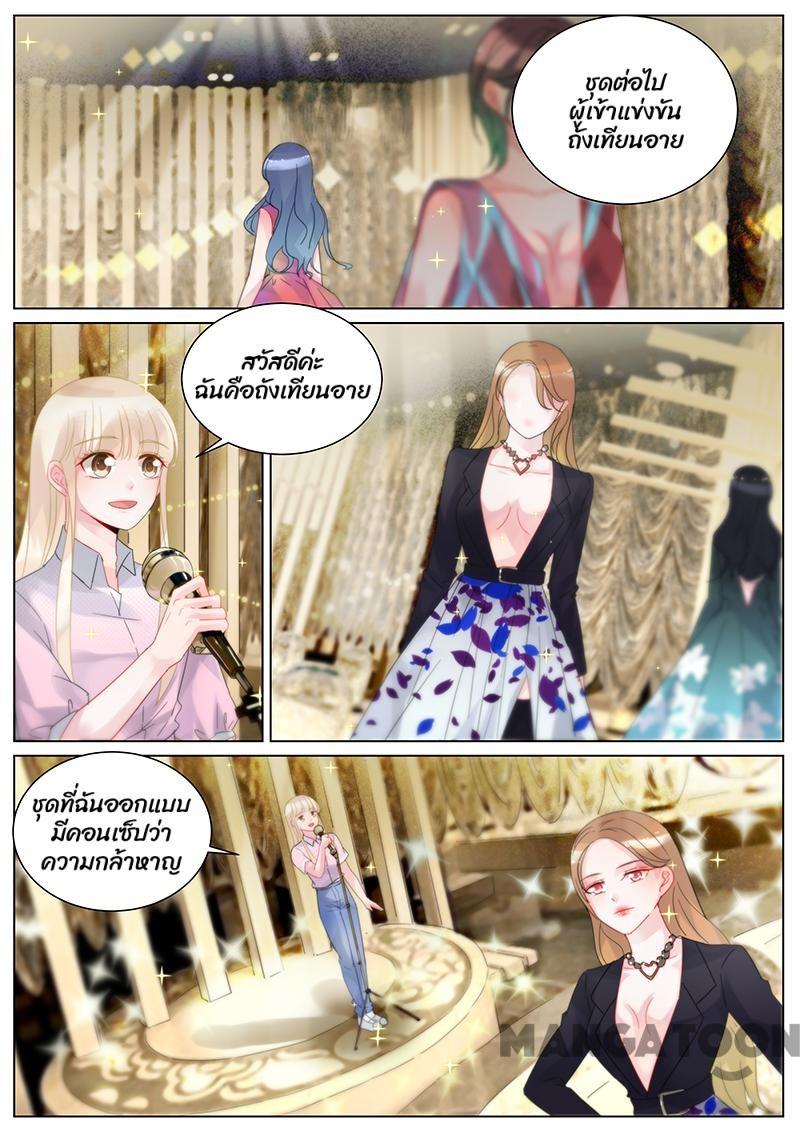 ชุดต่อไป
ผู้เข้าแข่งขัน
ถังเทียนอาย
สวัสดีค่ะ
ฉันคือถังเทียนอาย
ชุดที่ฉันออกแบบ
มีคอนเซ็ปว่า
ความกล้าหาญ
MANGATOON